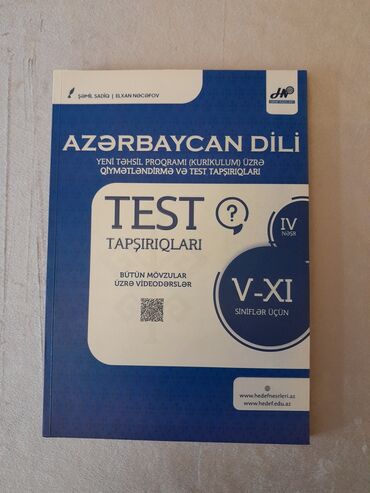 ŞƏMİL SADİQ | ELXAN NƏCƏFOV
AZƏRBAYCAN DİLİ
YENİ TƏHSİL PROQRAMI (KURİKULUM) ÜZRƏ
QİYMƏTLƏNDİRMƏ VƏ TEST TAPŞIRIQLARI
TEST
TAPŞIRIQLARI
?
IV
NƏŞR
BÜTÜN MÖVZULAR
ÜZRƏ VİDEODƏRSLƏR
V-XI
SİNİFLƏR ÜÇÜN
www.hedefnesrleri.az
www.hedef.edu.az